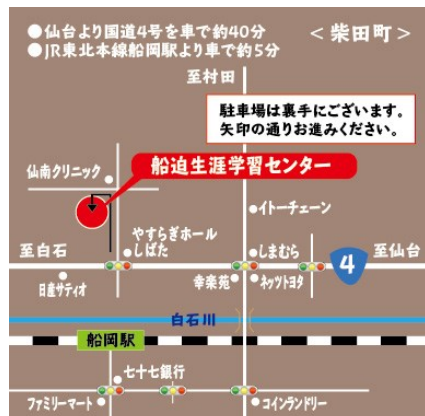 ●仙台より国道4号を車で約40分
●JR東北本線船岡駅より車で約5分
＜柴田町＞
至村田
駐車場は裏手にございます。
矢印の通りお進みください。
船迫生涯学習センター
仙南クリニック
イトーチェーン
やすらぎホール
しばた
至白石
しまむら
4
至仙台
日産サティオ
幸楽苑
ネッツトヨタ
白石川
船岡駅
七十七銀行
ファミリーマート
コインランドリー